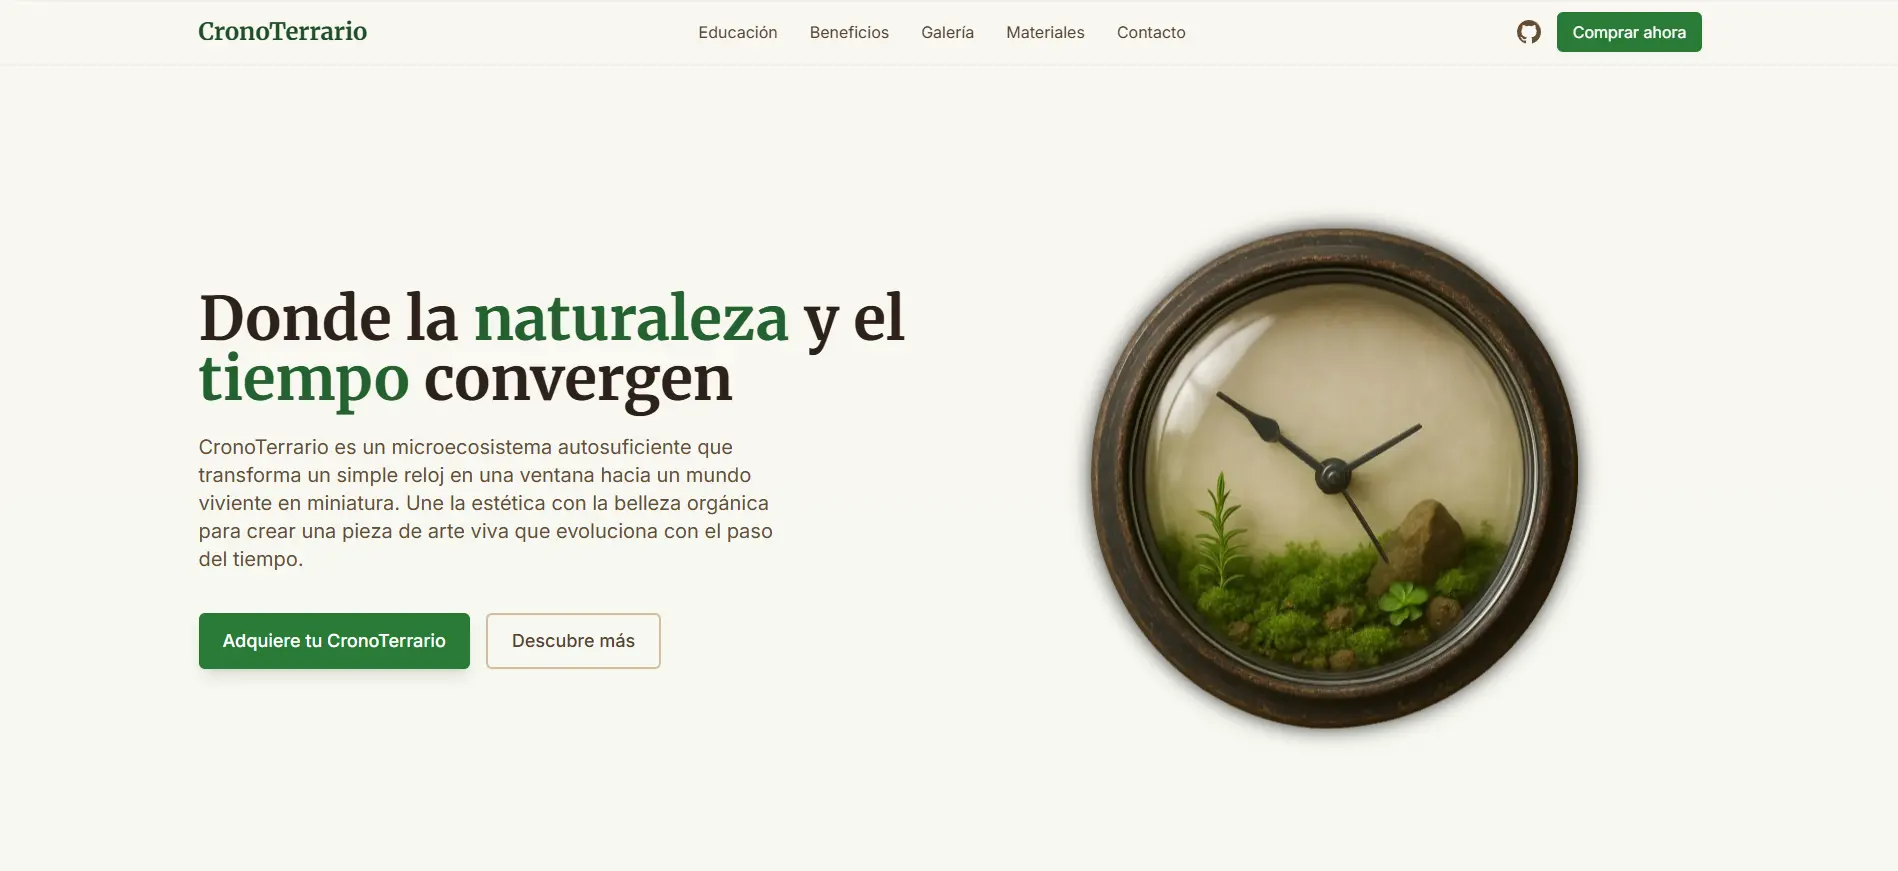 CronoTerrario
Educación
Beneficios
Galería
Materiales
Contacto
Comprar ahora
Donde la naturaleza y el
tiempo convergen
CronoTerrario es un microecosistema autosuficiente que
transforma un simple reloj en una ventana hacia un mundo
viviente en miniatura. Une la estética con la belleza orgánica
para crear una pieza de arte viva que evoluciona con el paso
del tiempo.
Adquiere tu CronoTerrario
Descubre más